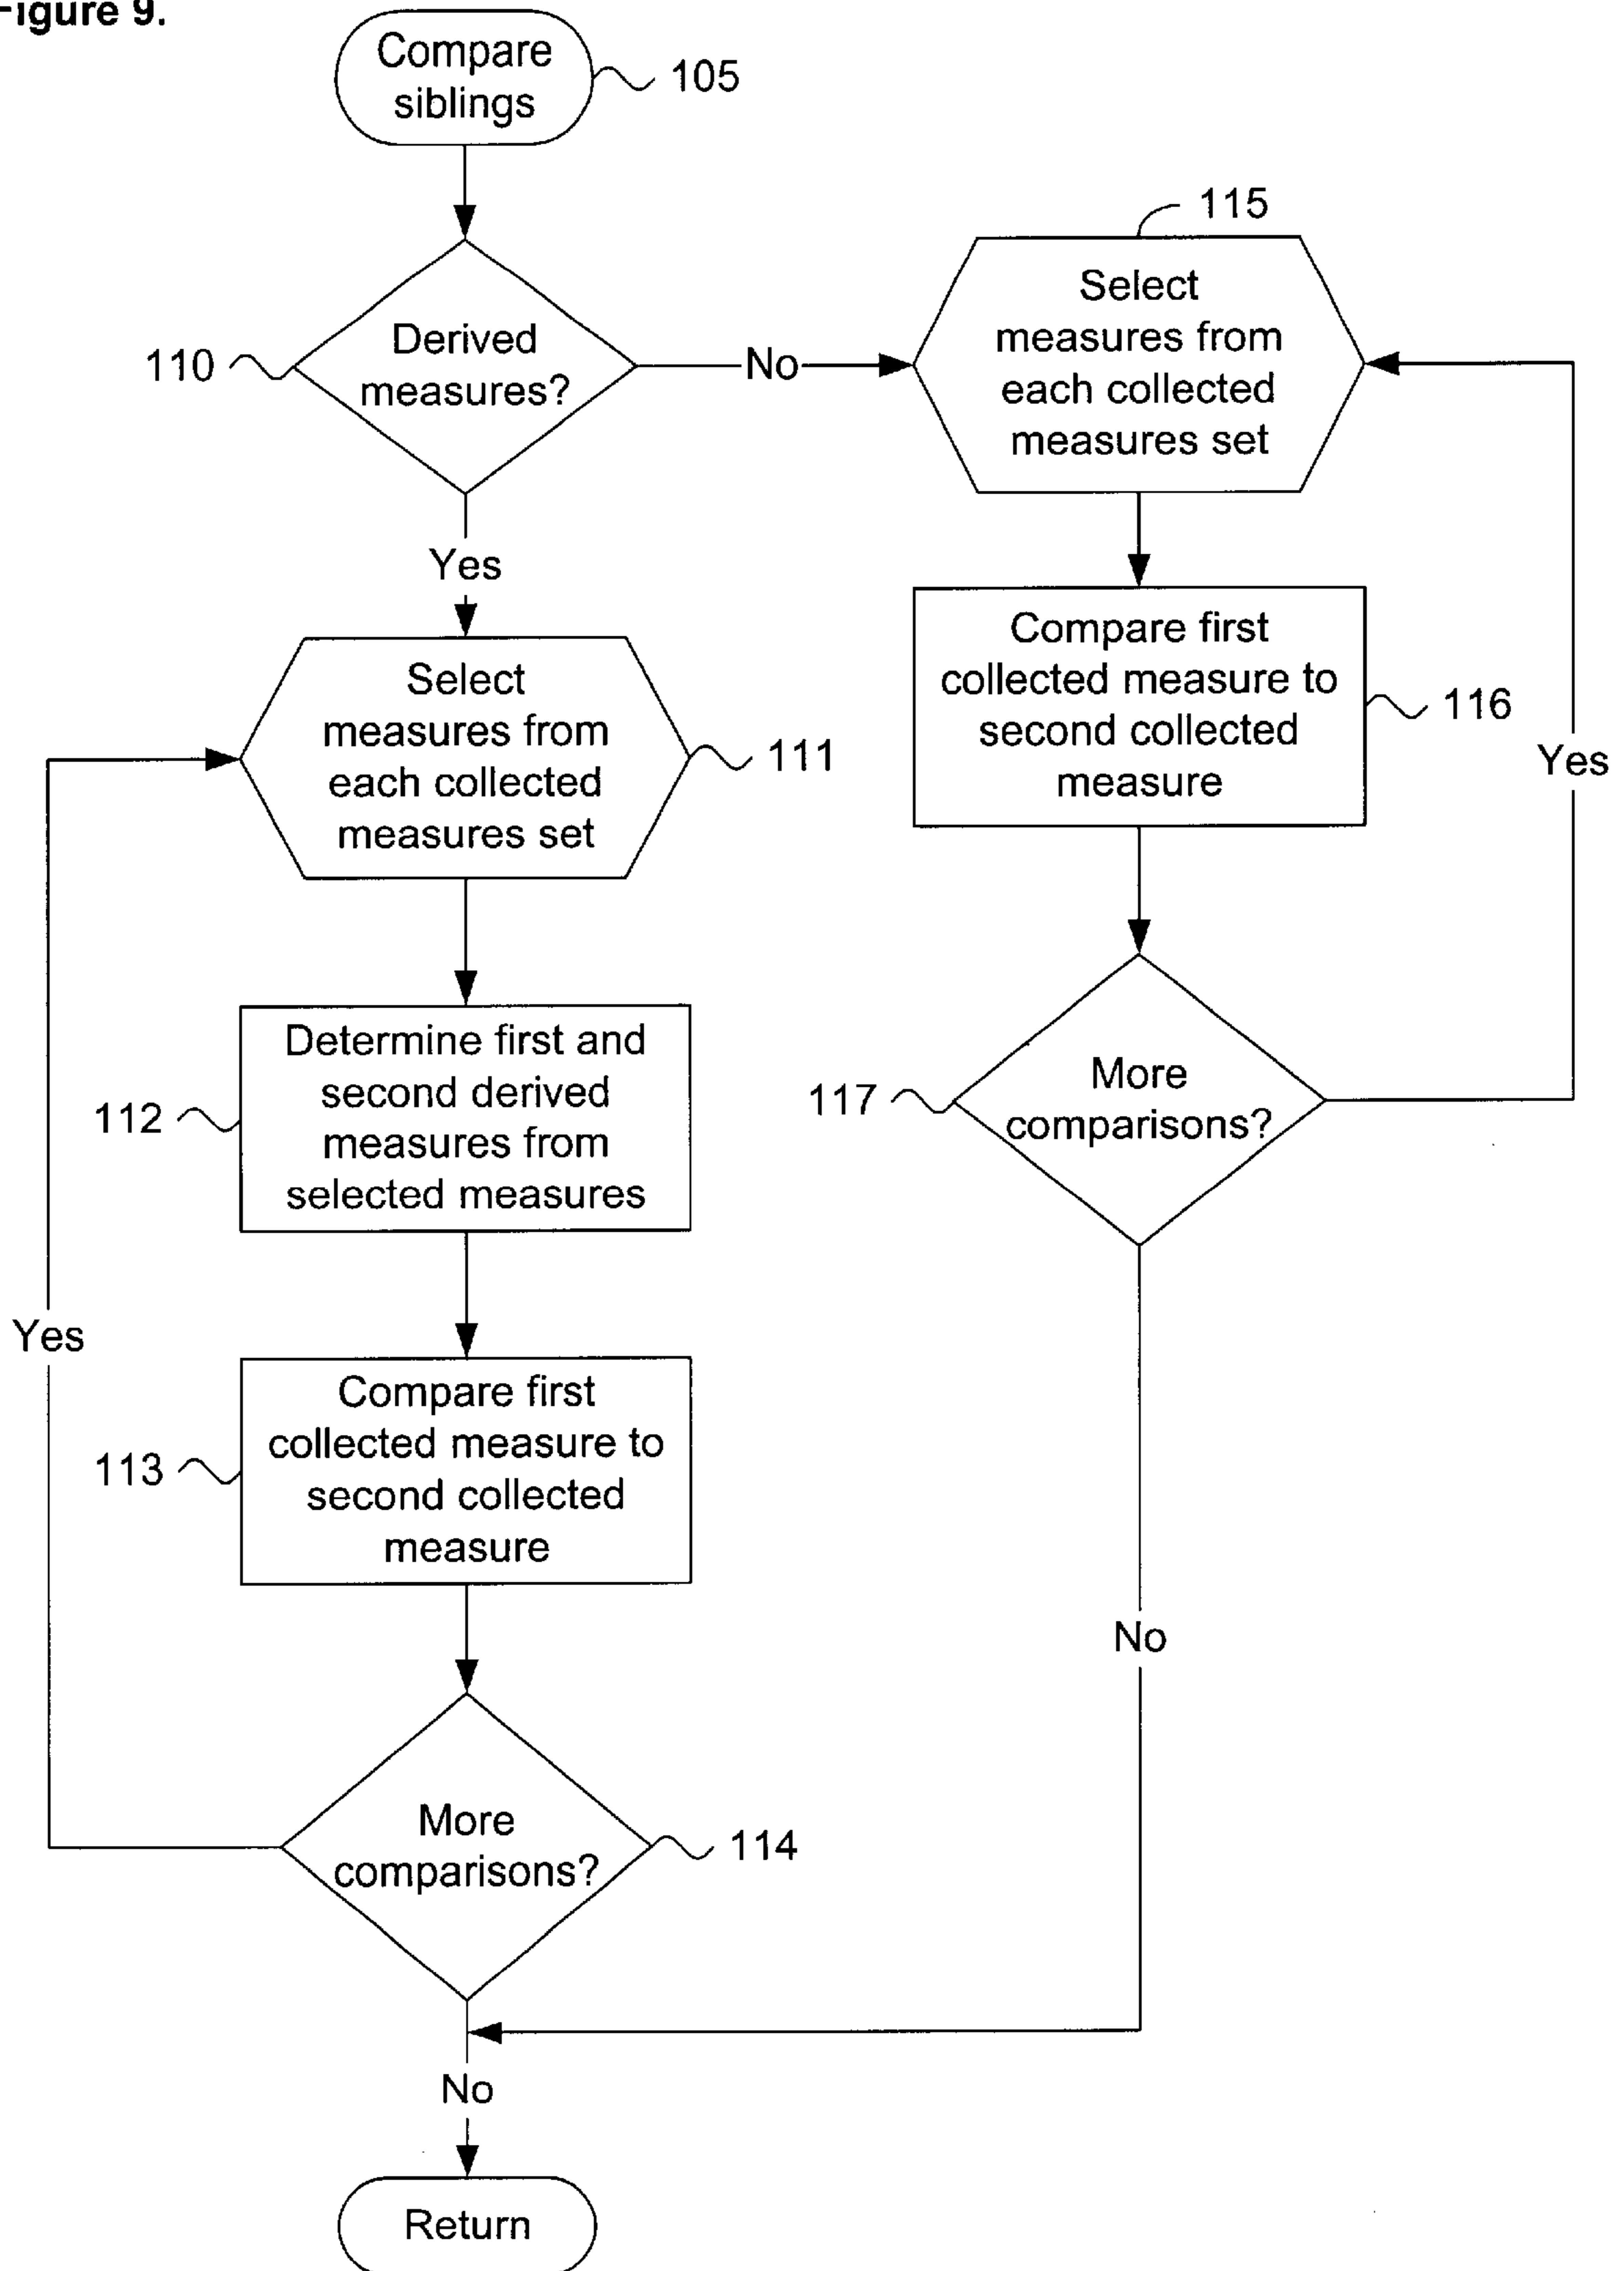 Figure 9.
Compare
siblings
105
110
Derived
measures?
No
Yes
115
Select
measures from
each collected
measures set
Compare first
collected measure to
second collected
measure
116
Yes
117
More
comparisons?
No
Select
measures from
each collected
measures set
111
112
Determine first and
second derived
measures from
selected measures
Yes
113
Compare first
collected measure to
second collected
measure
More
comparisons?
114
No
Return